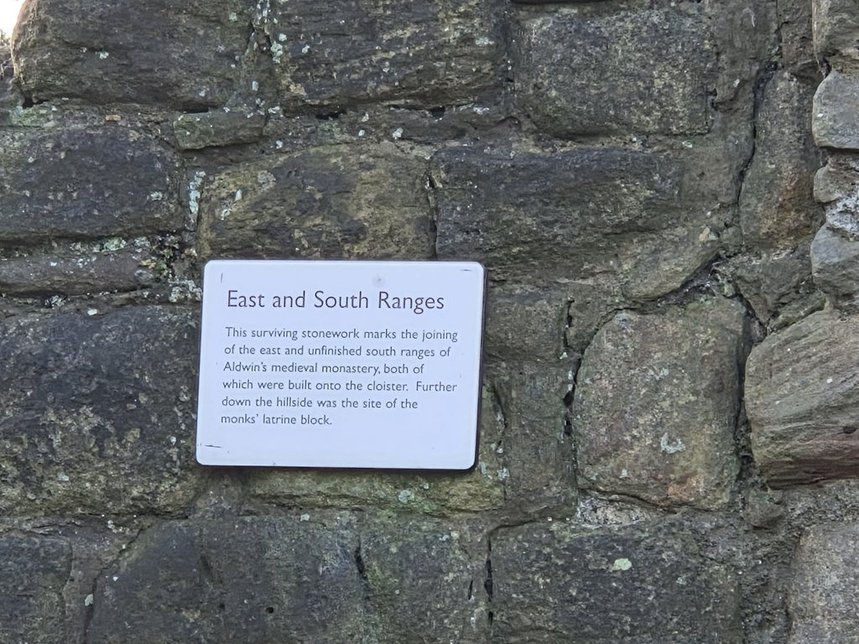 East and South Ranges
This surviving stonework marks the joining
of the east and unfinished south ranges of
Aldwin's medieval monastery, both of
which were built onto the cloister. Further
down the hillside was the site of the
monks' latrine block.